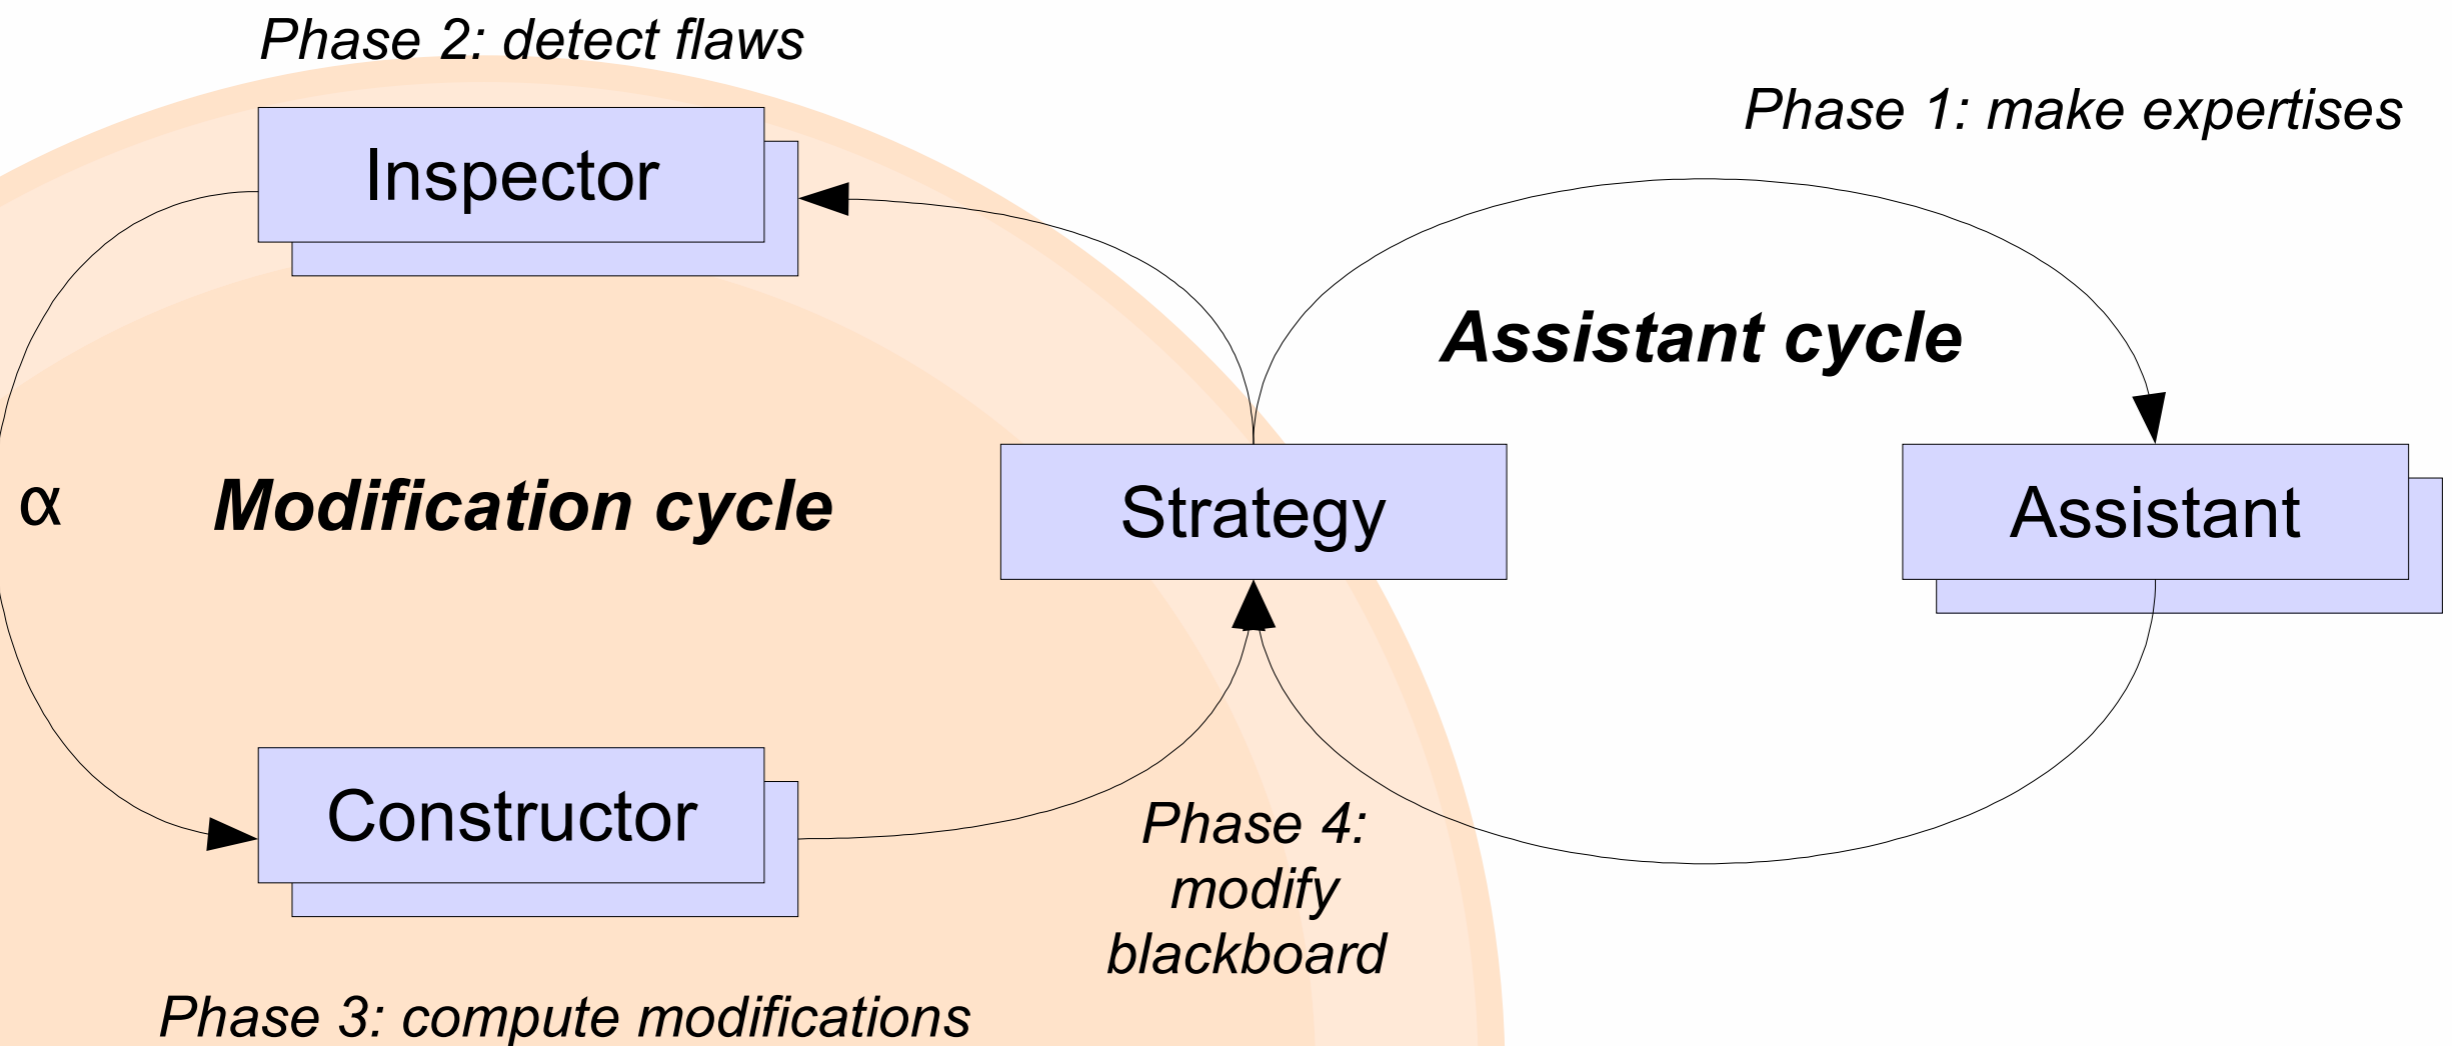 Phase 2: detect flaws
Phase 1: make expertises
Inspector
Assistant cycle
α
Modification cycle
Strategy
Assistant
Constructor
Phase 4:
modify
blackboard
Phase 3: compute modifications